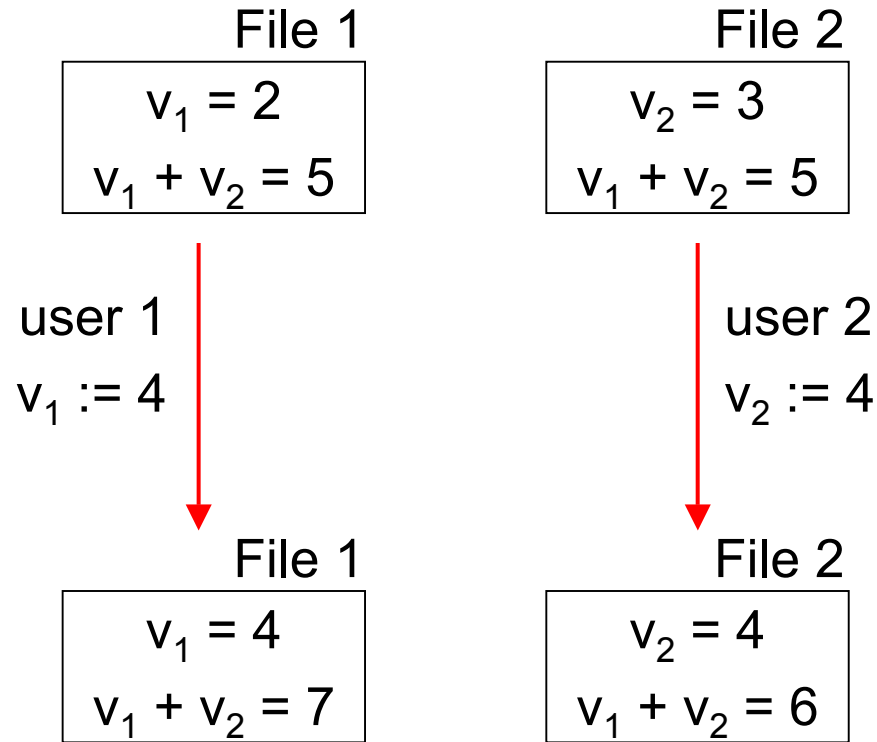 File 1
v₁ = 2
v₁ + v₂ = 5
File 2
v₂ = 3
v₁ + v₂ = 5
user 1
v₁ := 4
user 2
v₂ := 4
File 1
v₁ = 4
v₁ + v₂ = 7
File 2
v₂ = 4
v₁ + v₂ = 6